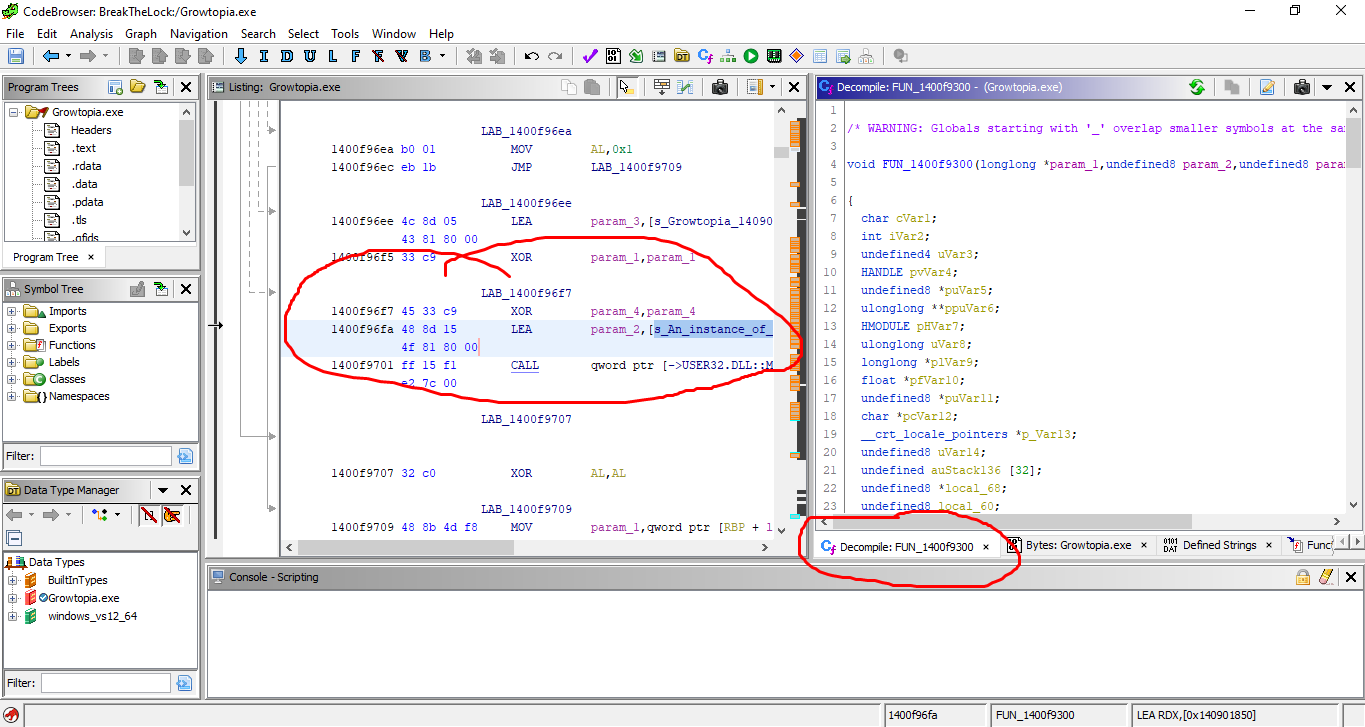 CodeBrowser: BreakTheLock:/Growtopia.exe
File Edit Analysis Graph Navigation Search Select Tools Window Help
I D U L F B
Program Trees
Growtopia.exe
Headers
.text
.rdata
.data
.pdata
.tls
.gfids
Program Tree ×
Symbol Tree
Imports
Exports
Functions
Labels
Classes
Namespaces
Filter:
Data Type Manager
Data Types
BuiltInTypes
Growtopia.exe
windows_vs12_64
Filter:
Listing: Growtopia.exe
LAB_1400f96ea
1400f96ea b0 01 MOV AL,0x1
1400f96ec eb 1b JMP LAB_1400f9709
LAB_1400f96ee
1400f96ee 4c 8d 05 LEA param_3,[s_Growtopia_14090
43 81 80 00
1400f96f5 33 c9 XOR param_1,param_1
LAB_1400f96f7
1400f96f7 45 33 c9 XOR param_4,param_4
1400f96fa 48 8d 15 LEA param_2,[s_An_instance_of_
4f 81 80 00
1400f9701 ff 15 f1 CALL qword ptr [->USER32.DLL::M
e2 7c 00
LAB_1400f9707
1400f9707 32 c0 XOR AL,AL
LAB_1400f9709
1400f9709 48 8b 4d f8 MOV param_1,qword ptr [RBP + 1
Decompile: FUN_1400f9300 - (Growtopia.exe)
1
2 /* WARNING: Globals starting with '_' overlap smaller symbols at the sa
3
4 void FUN_1400f9300(longlong *param_1,undefined8 param_2,undefined8 para
5
6 {
7 char cVar1;
8 int iVar2;
9 undefined4 uVar3;
10 HANDLE pvVar4;
11 undefined8 *puVar5;
12 ulonglong **ppuVar6;
13 HMODULE pHVar7;
14 ulonglong uVar8;
15 longlong *plVar9;
16 float *pfVar10;
17 undefined8 *puVar11;
18 char *pcVar12;
19 __crt_locale_pointers *p_Var13;
20 undefined8 uVar14;
21 undefined auStack136 [32];
22 undefined8 *local_68;
23 undefined8 local_60;
Decompile: FUN_1400f9300 × Bytes: Growtopia.exe × Defined Strings × Func
Console - Scripting
1400f96fa FUN_1400f9300 LEA RDX,[0x140901850]